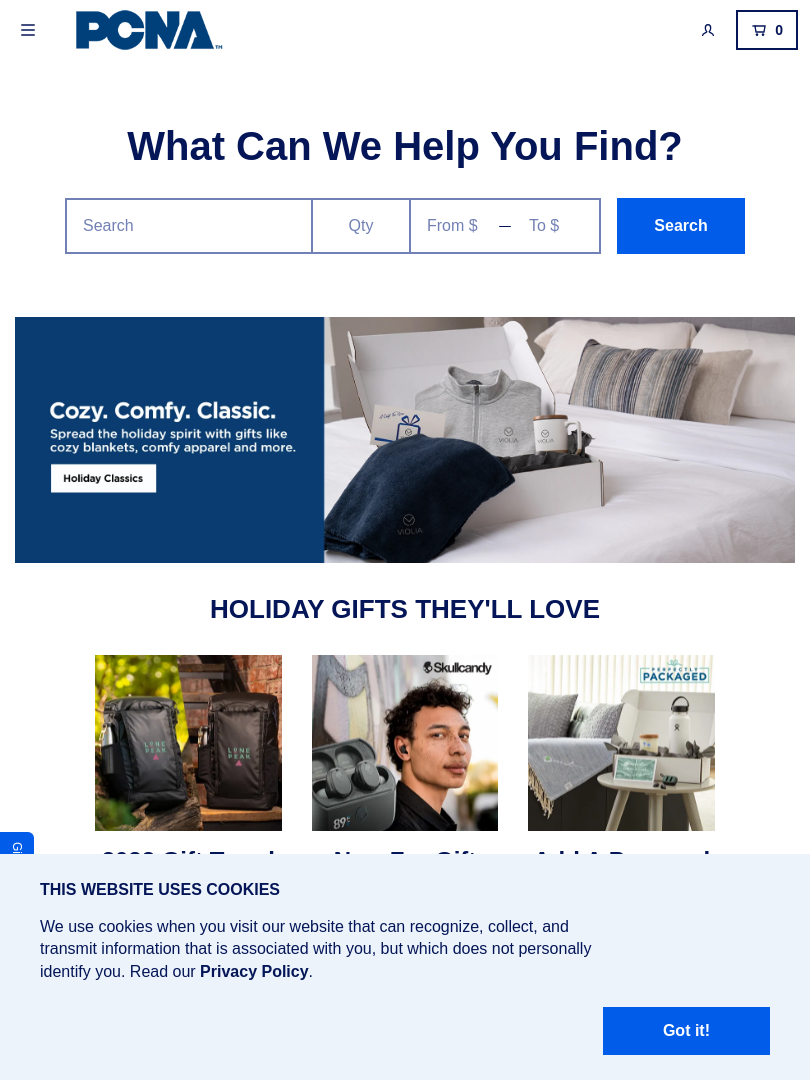 PCNA™
0
What Can We Help You Find?
Search
Qty
From $
To $
Search
Cozy. Comfy. Classic.
Spread the holiday spirit with gifts like
cozy blankets, comfy apparel and more.
Holiday Classics
VIOLIA
VIOLIA
VIOLIA
HOLIDAY GIFTS THEY'LL LOVE
LONE
PEAK
LONE
PEAK
Skullcandy
PERFECTLY
PACKAGED
THIS WEBSITE USES COOKIES
We use cookies when you visit our website that can recognize, collect, and
transmit information that is associated with you, but which does not personally
identify you. Read our Privacy Policy.
Got it!